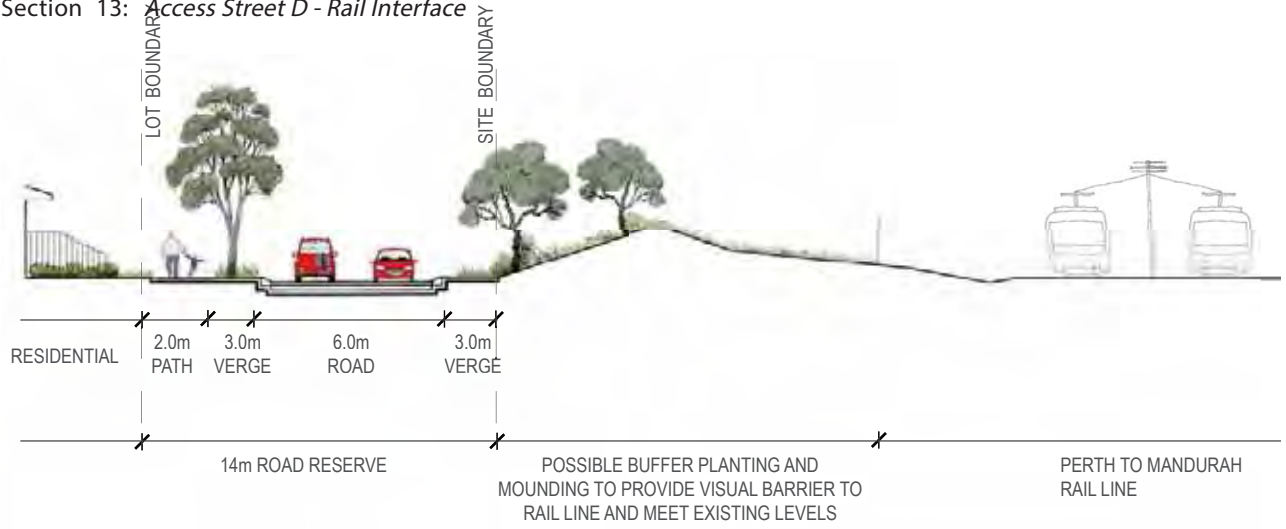 Section 13: Access Street D - Rail Interface
LOT BOUNDARY
SITE BOUNDARY
RESIDENTIAL
2.0m
PATH
3.0m
VERGE
6.0m
ROAD
3.0m
VERGE
14m ROAD RESERVE
POSSIBLE BUFFER PLANTING AND
MOUNDING TO PROVIDE VISUAL BARRIER TO
RAIL LINE AND MEET EXISTING LEVELS
PERTH TO MANDURAH
RAIL LINE